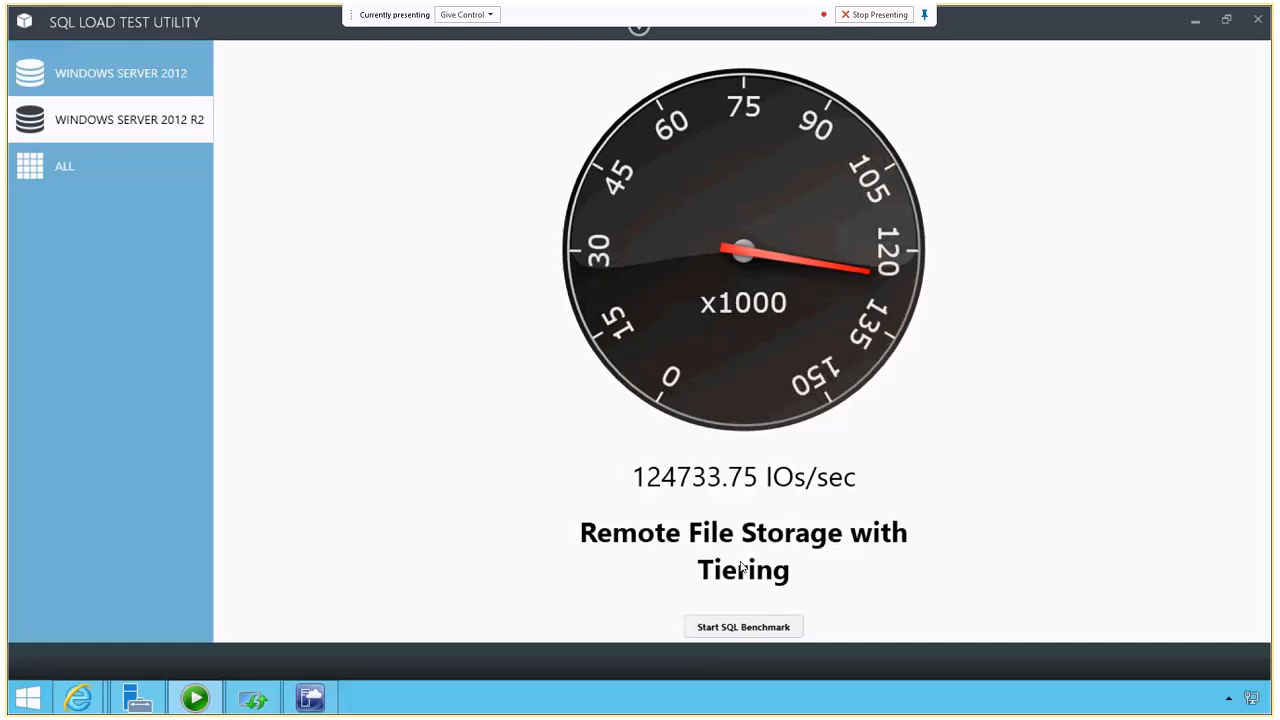 SQL LOAD TEST UTILITY
Currently presenting
Give Control
Stop Presenting
WINDOWS SERVER 2012
WINDOWS SERVER 2012 R2
ALL
0
15
30
45
60
75
90
105
120
135
150
x1000
124733.75 IOs/sec
Remote File Storage with
Tiering
Start SQL Benchmark